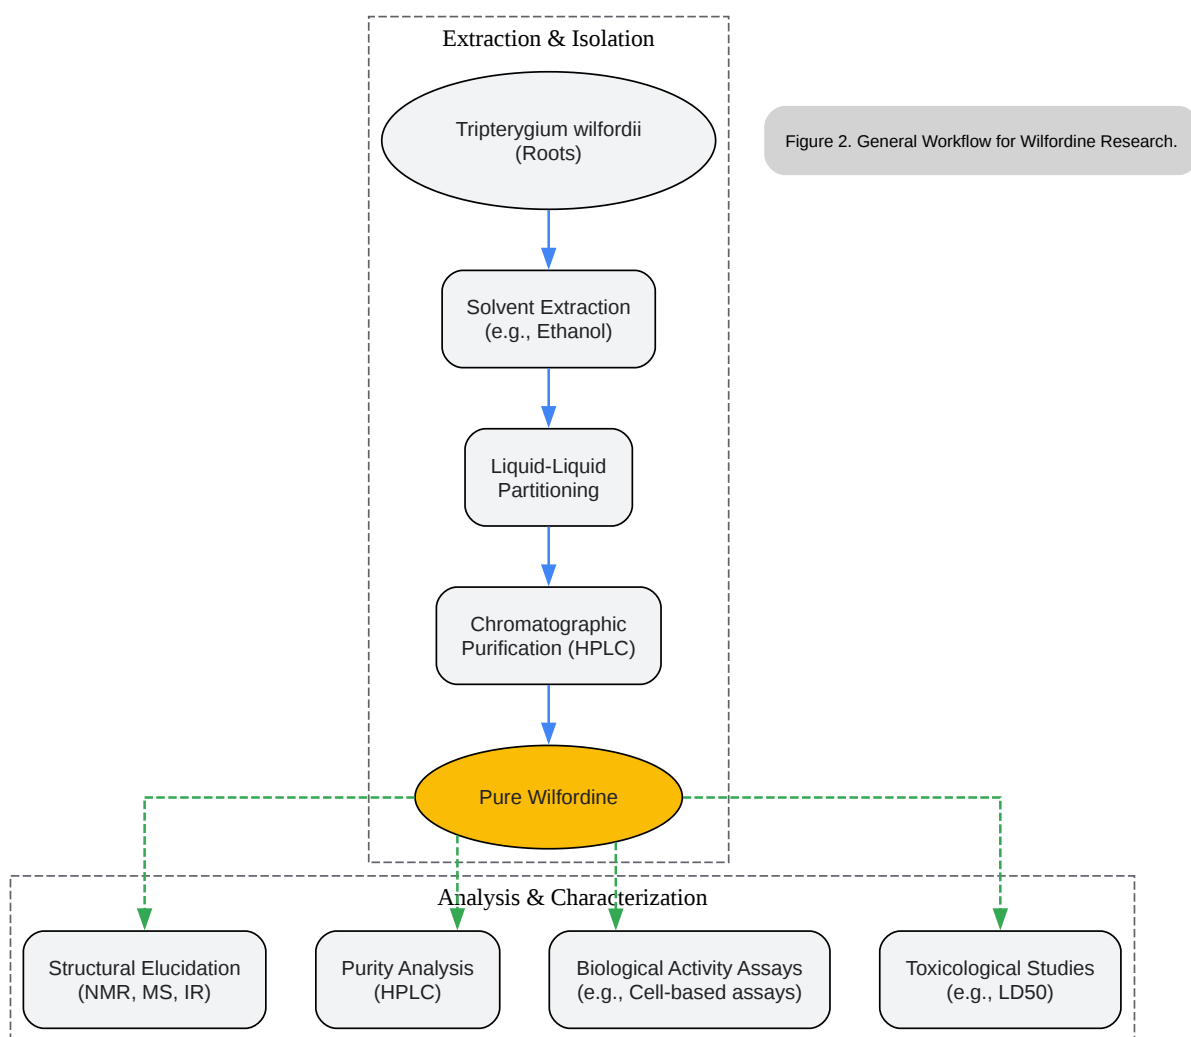 Extraction & Isolation
Tripterygium wilfordii
(Roots)
Figure 2. General Workflow for Wilfordine Research.
Solvent Extraction
(e.g., Ethanol)
Liquid-Liquid
Partitioning
Chromatographic
Purification (HPLC)
Pure Wilfordine
Analysis & Characterization
Structural Elucidation
(NMR, MS, IR)
Purity Analysis
(HPLC)
Biological Activity Assays
(e.g., Cell-based assays)
Toxicological Studies
(e.g., LD50)